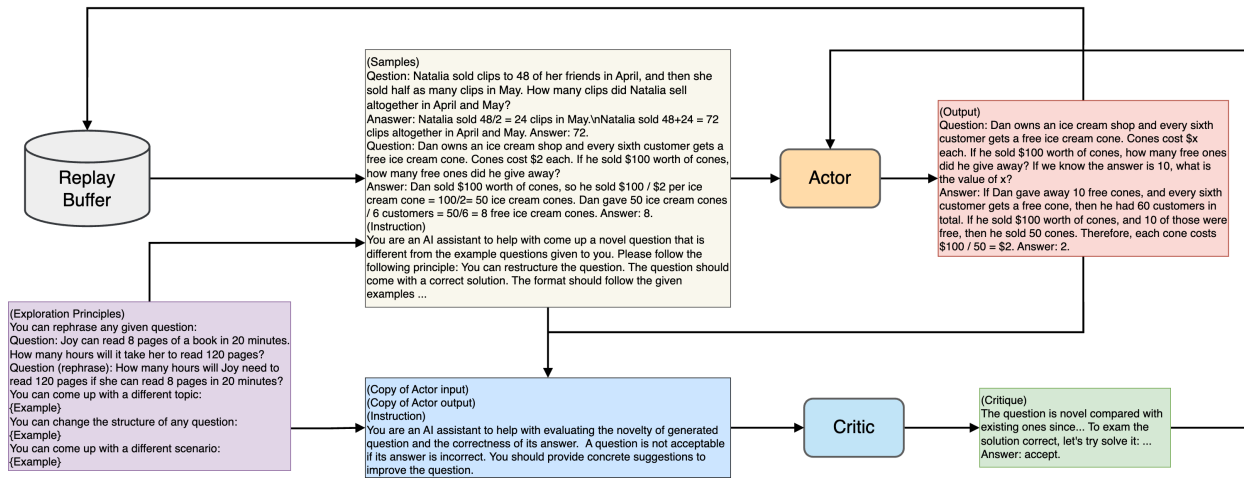 Replay
Buffer
(Samples)
Qestion: Natalia sold clips to 48 of her friends in April, and then she
sold half as many clips in May. How many clips did Natalia sell
altogether in April and May?
Ananswer: Natalia sold 48/2 = 24 clips in May.\nNatalia sold 48+24 = 72
clips altogether in April and May. Answer: 72.
Question: Dan owns an ice cream shop and every sixth customer gets a
free ice cream cone. Cones cost $2 each. If he sold $100 worth of cones,
how many free ones did he give away?
Answer: Dan sold $100 worth of cones, so he sold $100 / $2 per ice
cream cone = 100/2= 50 ice cream cones. Dan gave 50 ice cream cones
/ 6 customers = 50/6 = 8 free ice cream cones. Answer: 8.
(Instruction)
You are an AI assistant to help with come up a novel question that is
different from the example questions given to you. Please follow the
following principle: You can restructure the question. The question should
come with a correct solution. The format should follow the given
examples ...
Actor
(Output)
Question: Dan owns an ice cream shop and every sixth
customer gets a free ice cream cone. Cones cost $x
each. If he sold $100 worth of cones, how many free ones
did he give away? If we know the answer is 10, what is
the value of x?
Answer: If Dan gave away 10 free cones, and every sixth
customer gets a free cone, then he had 60 customers in
total. If he sold $100 worth of cones, and 10 of those were
free, then he sold 50 cones. Therefore, each cone costs
$100 / 50 = $2. Answer: 2.
(Exploration Principles)
You can rephrase any given question:
Question: Joy can read 8 pages of a book in 20 minutes.
How many hours will it take her to read 120 pages?
Question (rephrase): How many hours will Joy need to
read 120 pages if she can read 8 pages in 20 minutes?
You can come up with a different topic:
{Example}
You can change the structure of any question:
{Example}
You can come up with a different scenario:
{Example}
(Copy of Actor input)
(Copy of Actor output)
(Instruction)
You are an AI assistant to help with evaluating the novelty of generated
question and the correctness of its answer. A question is not acceptable
if its answer is incorrect. You should provide concrete suggestions to
improve the question.
Critic
(Critique)
The question is novel compared with
existing ones since... To exam the
solution correct, let's try solve it: ...
Answer: accept.